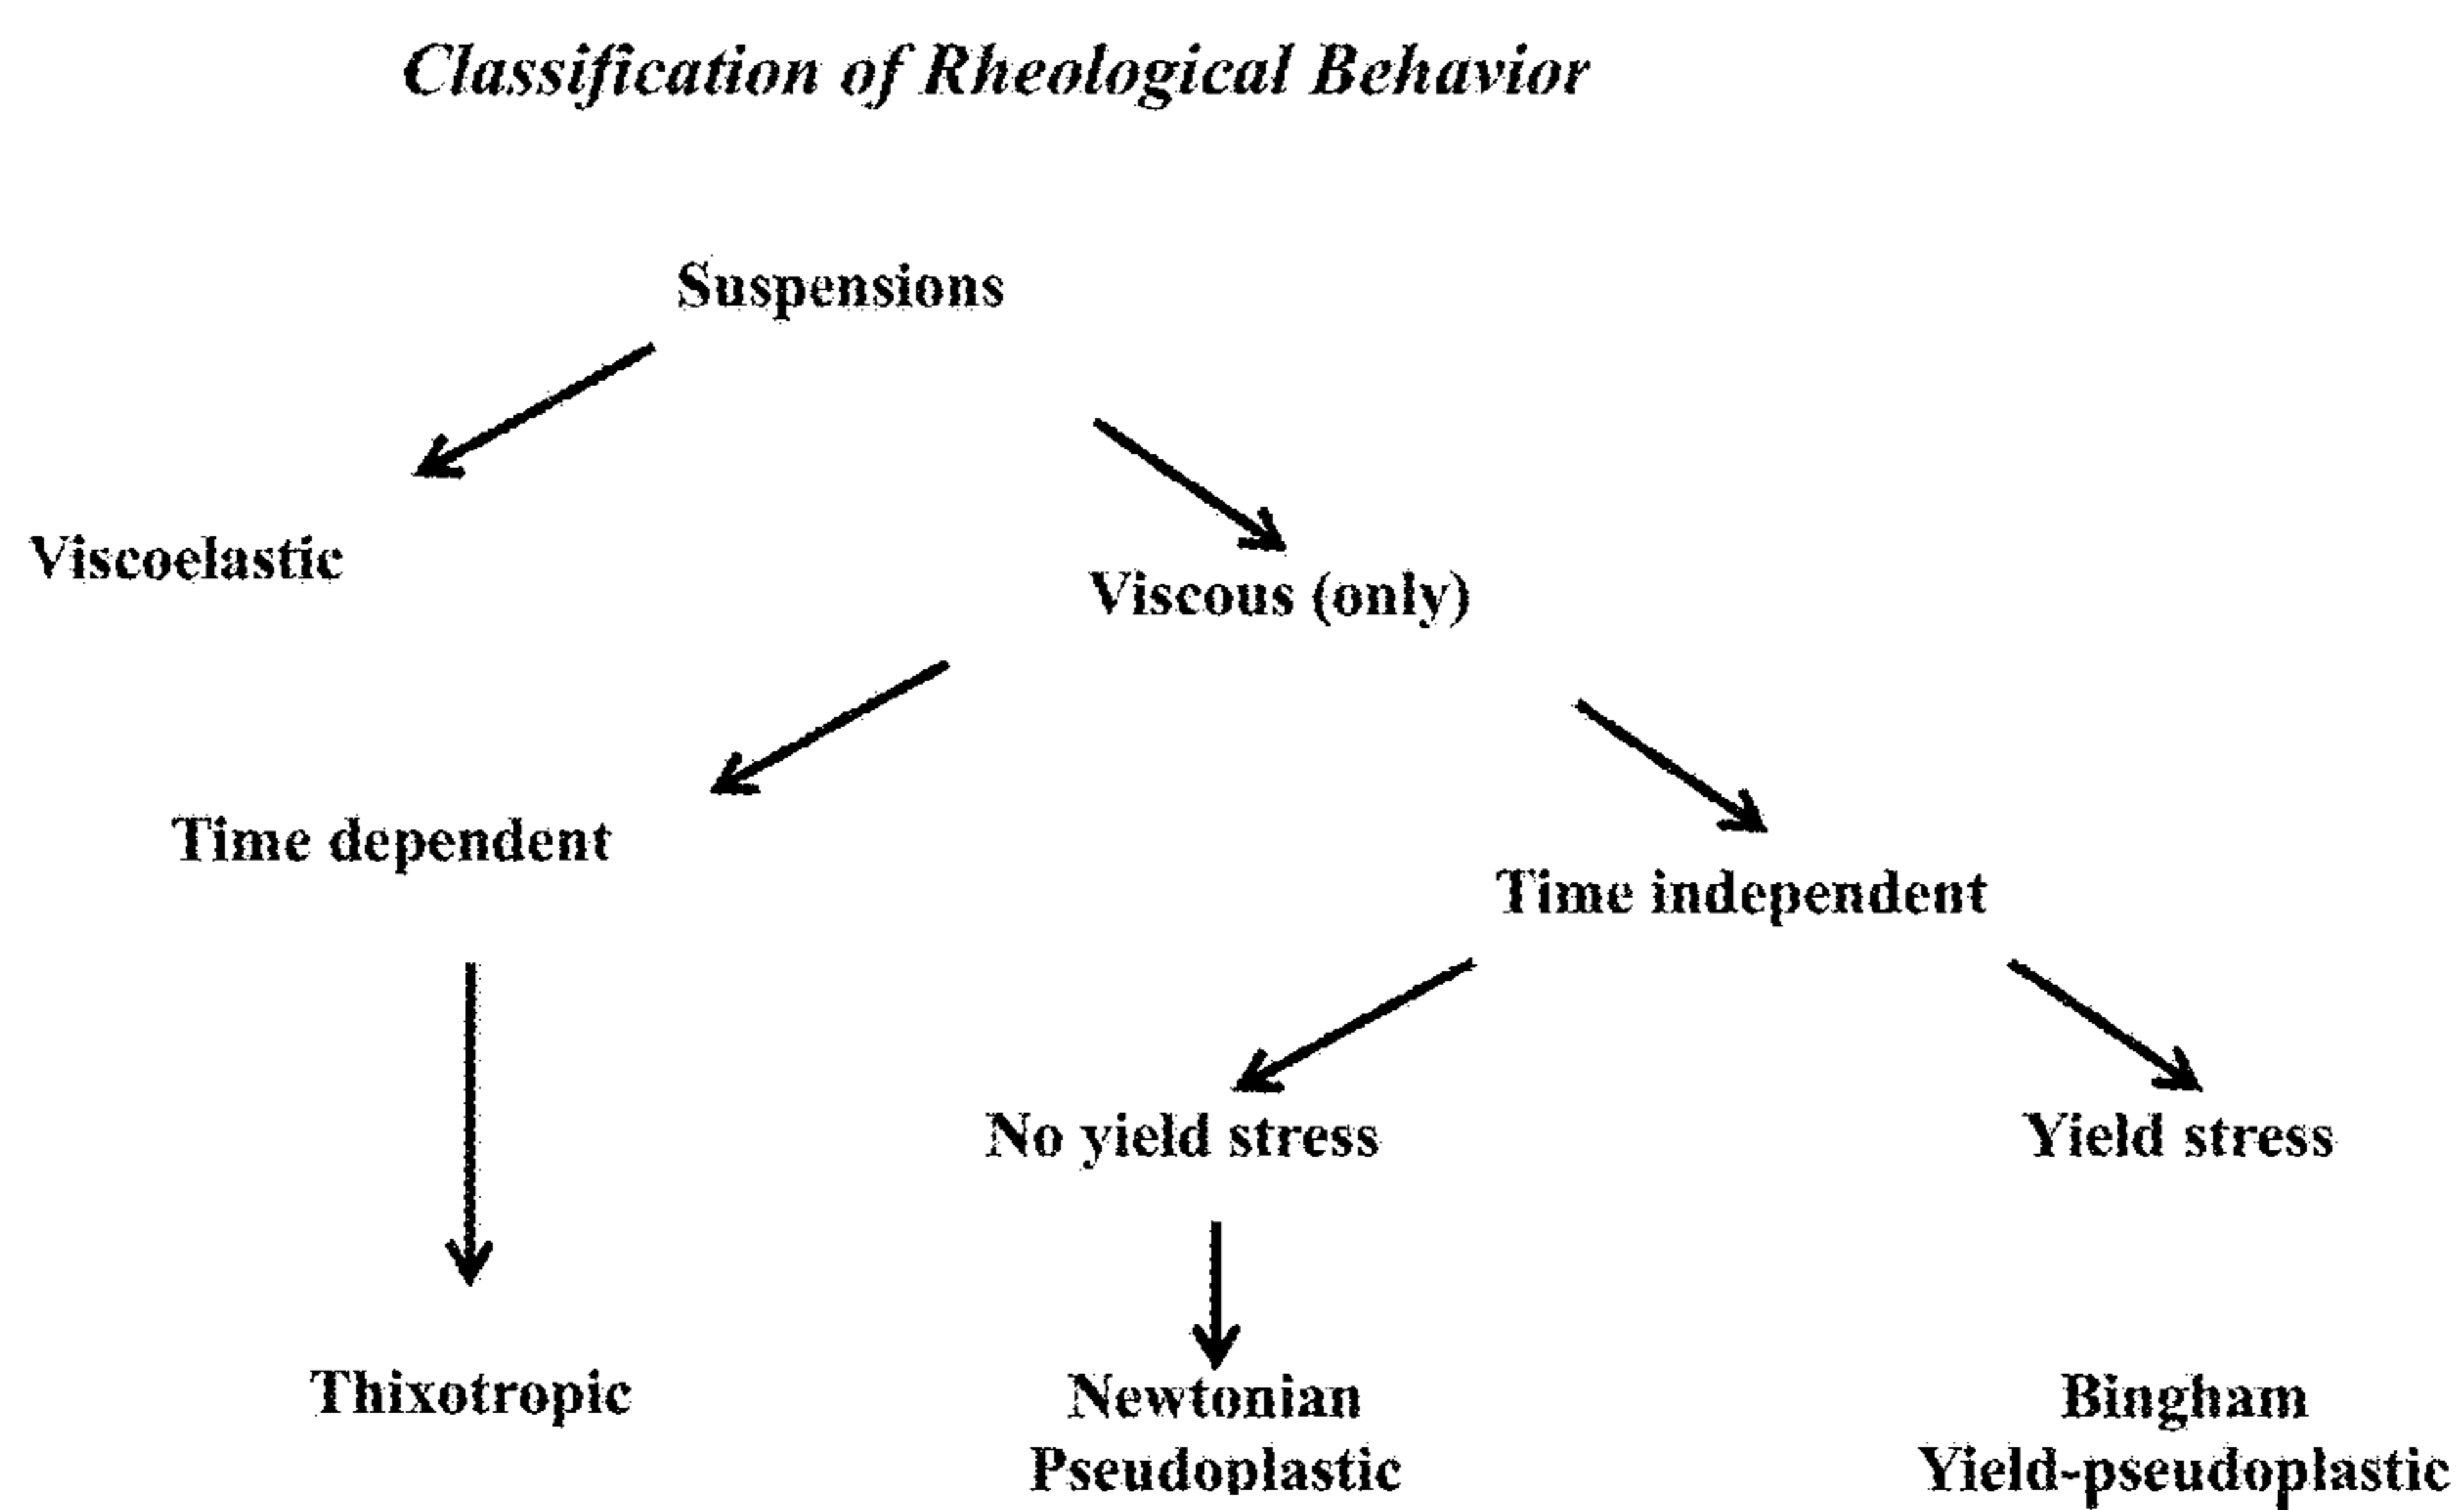 Classification of Rheological Behavior
Suspensions
Viscoelastic
Viscous (only)
Time dependent
Time independent
No yield stress
Yield stress
Thixotropic
Newtonian
Pseudoplastic
Bingham
Yield-pseudoplastic